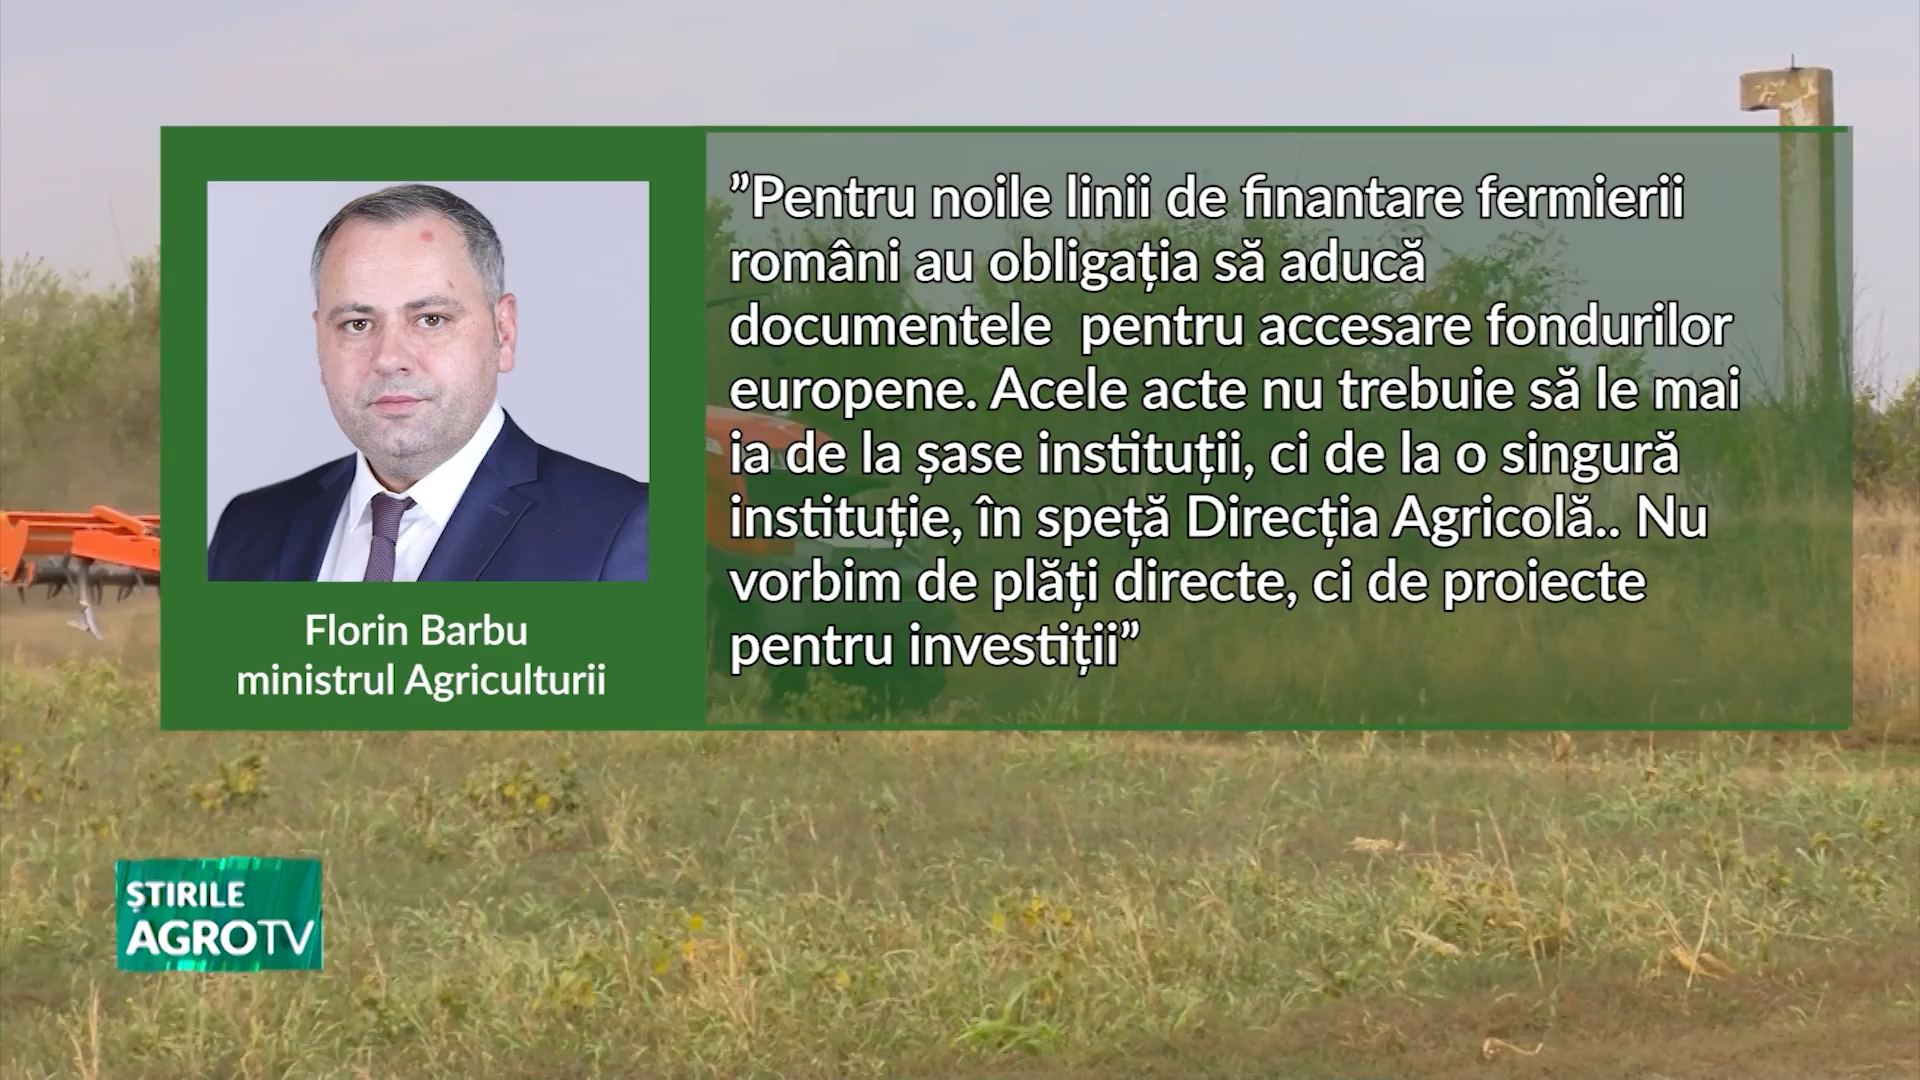 ”Pentru noile linii de finantare fermierii
români au obligația să aducă
documentele  pentru accesare fondurilor
europene. Acele acte nu trebuie să le mai
ia de la șase instituții, ci de la o singură
instituție, în speță Direcția Agricolă.. Nu
vorbim de plăți directe, ci de proiecte
pentru investiții”
Florin Barbu
ministrul Agriculturii
ȘTIRILE
AGROTV